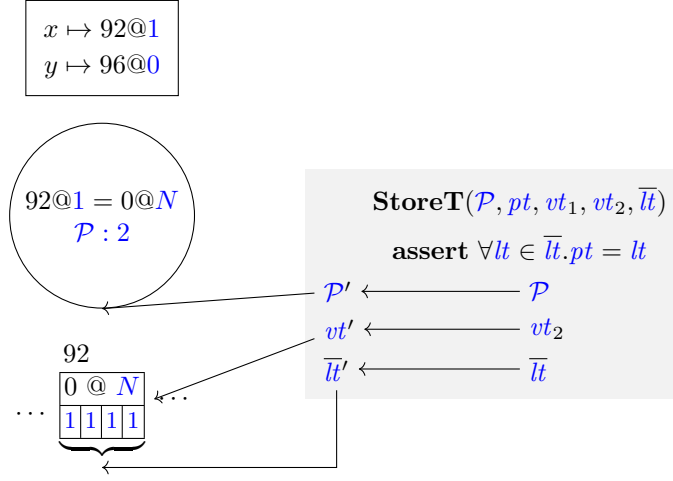 x ↦ 92@1
y ↦ 96@0
92@1 = 0@N
𝒫 : 2
StoreT(𝒫, pt, vt₁, vt₂, l̅t̅)
assert ∀lt ∈ l̅t̅.pt = lt
𝒫′ ← 𝒫
vt′ ← vt₂
l̅t̅′ ← l̅t̅
92
0 @ N
... 1 1 1 1 ...